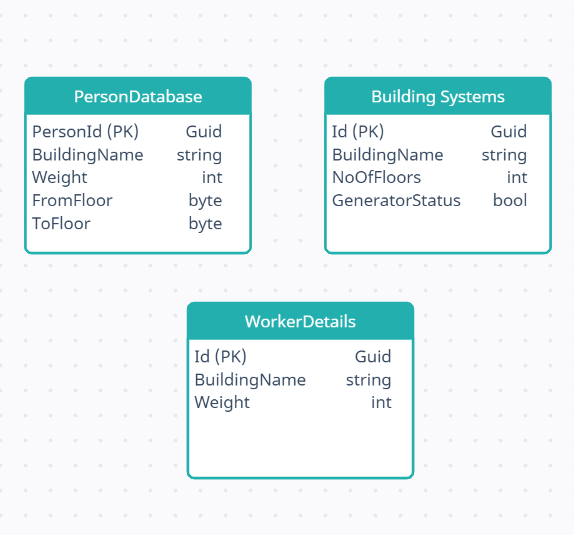 PersonDatabase
PersonId (PK) Guid
BuildingName string
Weight int
FromFloor byte
ToFloor byte
Building Systems
Id (PK) Guid
BuildingName string
NoOfFloors int
GeneratorStatus bool
WorkerDetails
Id (PK) Guid
BuildingName string
Weight int